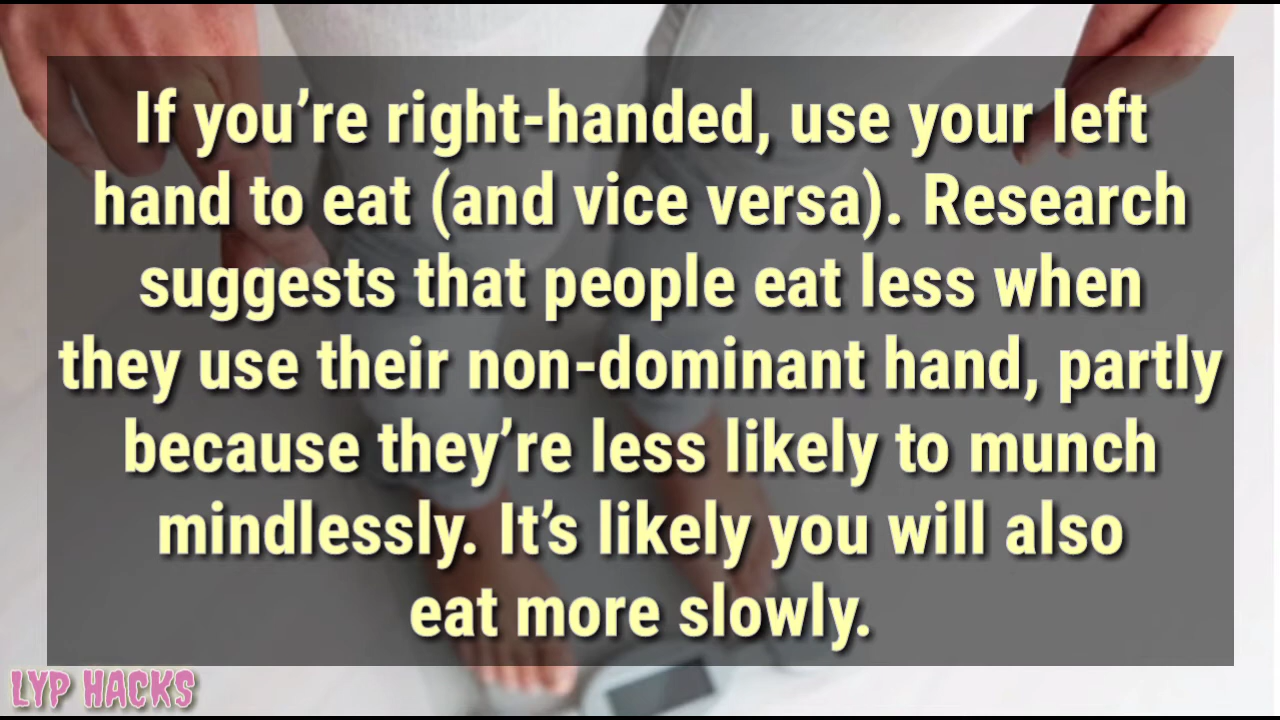 If you’re right-handed, use your left
hand to eat (and vice versa). Research
suggests that people eat less when
they use their non-dominant hand, partly
because they’re less likely to munch
mindlessly. It’s likely you will also
eat more slowly.
LYP HACKS